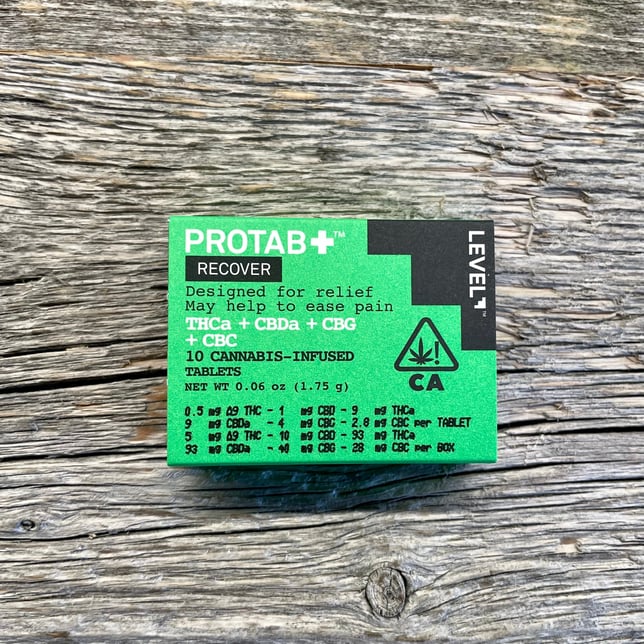 PROTAB+™
RECOVER
Designed for relief
May help to ease pain
THCa + CBDa + CBG
+ CBC
10 CANNABIS-INFUSED
TABLETS
NET WT 0.06 oz (1.75 g)
0.5 mg Δ9 THC - 1 mg CBD - 9 mg THCa
9 mg CBDa - 4 mg CBG - 2.8 mg CBC per TABLET
5 mg Δ9 THC - 10 mg CBD - 93 mg THCa
93 mg CBDa - 40 mg CBG - 28 mg CBC per BOX
LEVEL™
!
CA